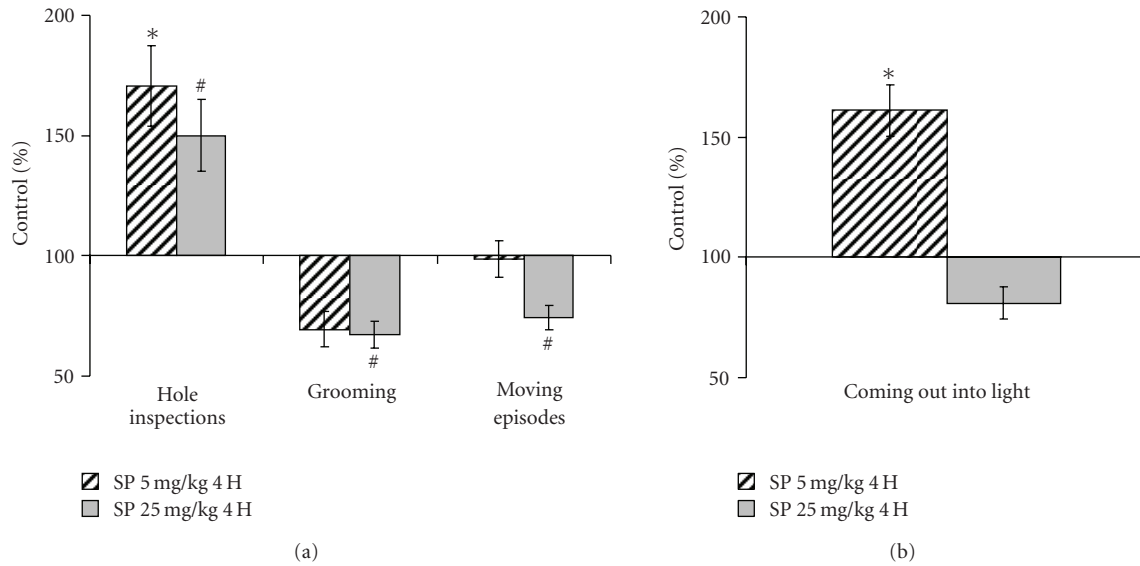 200
150
100
50
Control (%)
*
#
#
#
Hole
inspections
Grooming
Moving
episodes
SP 5 mg/kg 4 H
SP 25 mg/kg 4 H
(a)
200
150
100
50
Control (%)
*
Coming out into light
SP 5 mg/kg 4 H
SP 25 mg/kg 4 H
(b)